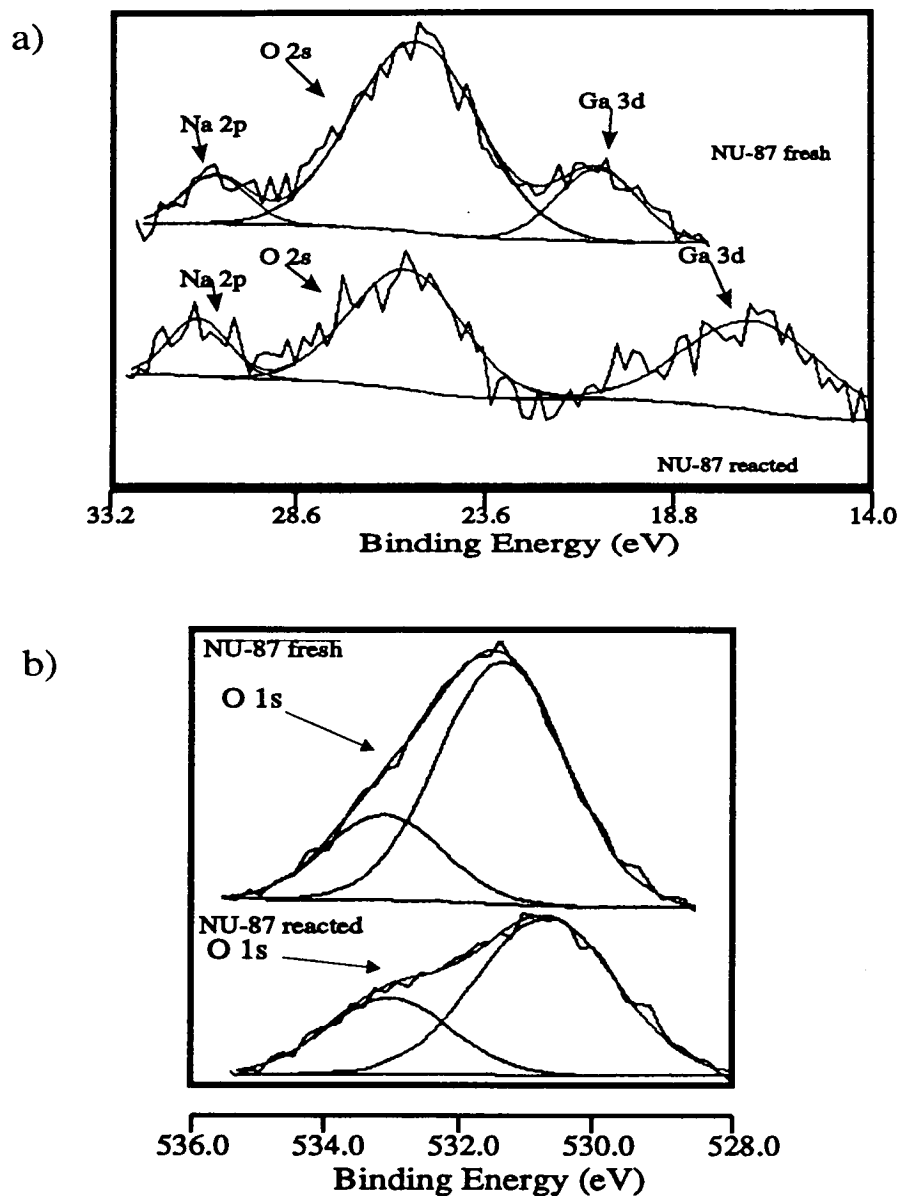 a)
O 2s
Ga 3d
Na 2p
NU-87 fresh
O 2s
Ga 3d
Na 2p
NU-87 reacted
33.2 28.6 23.6 18.8 14.0
Binding Energy (eV)
b)
NU-87 fresh
O 1s
NU-87 reacted
O 1s
536.0 534.0 532.0 530.0 528.0
Binding Energy (eV)